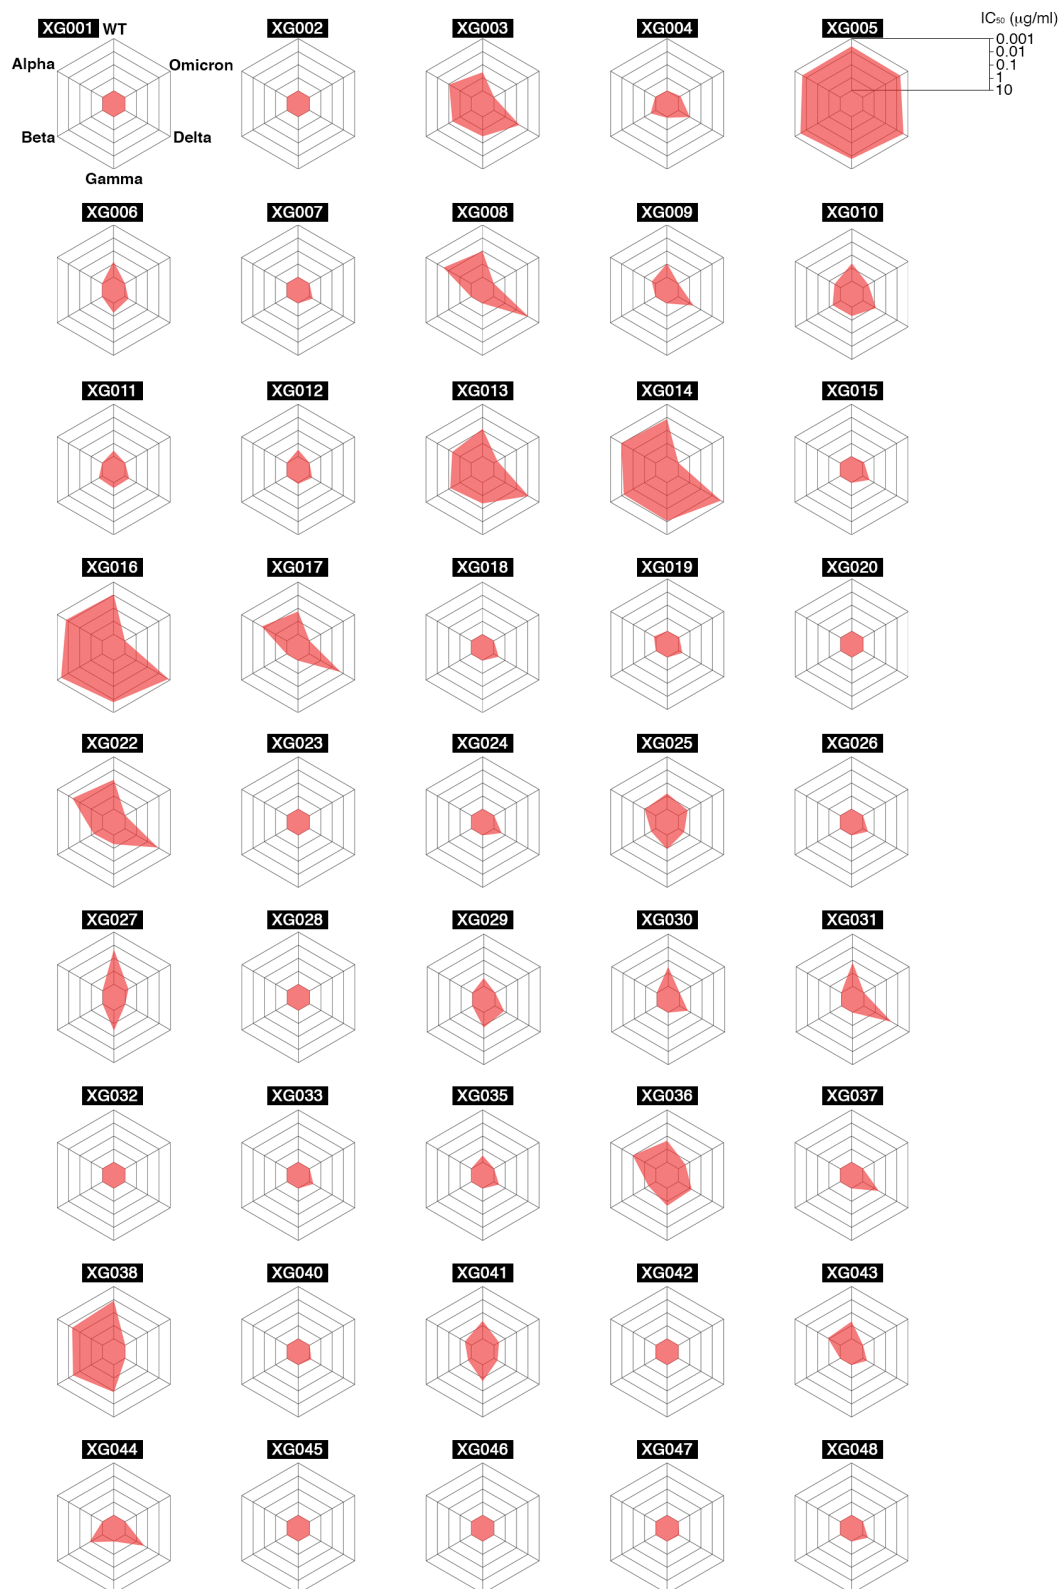 IC₅₀ (μg/ml)
XG001 WT
XG002
XG003
XG004
XG005
0.001
0.01
0.1
1
10
Alpha
Omicron
Beta
Delta
Gamma
XG006
XG007
XG008
XG009
XG010
XG011
XG012
XG013
XG014
XG015
XG016
XG017
XG018
XG019
XG020
XG022
XG023
XG024
XG025
XG026
XG027
XG028
XG029
XG030
XG031
XG032
XG033
XG035
XG036
XG037
XG038
XG040
XG041
XG042
XG043
XG044
XG045
XG046
XG047
XG048